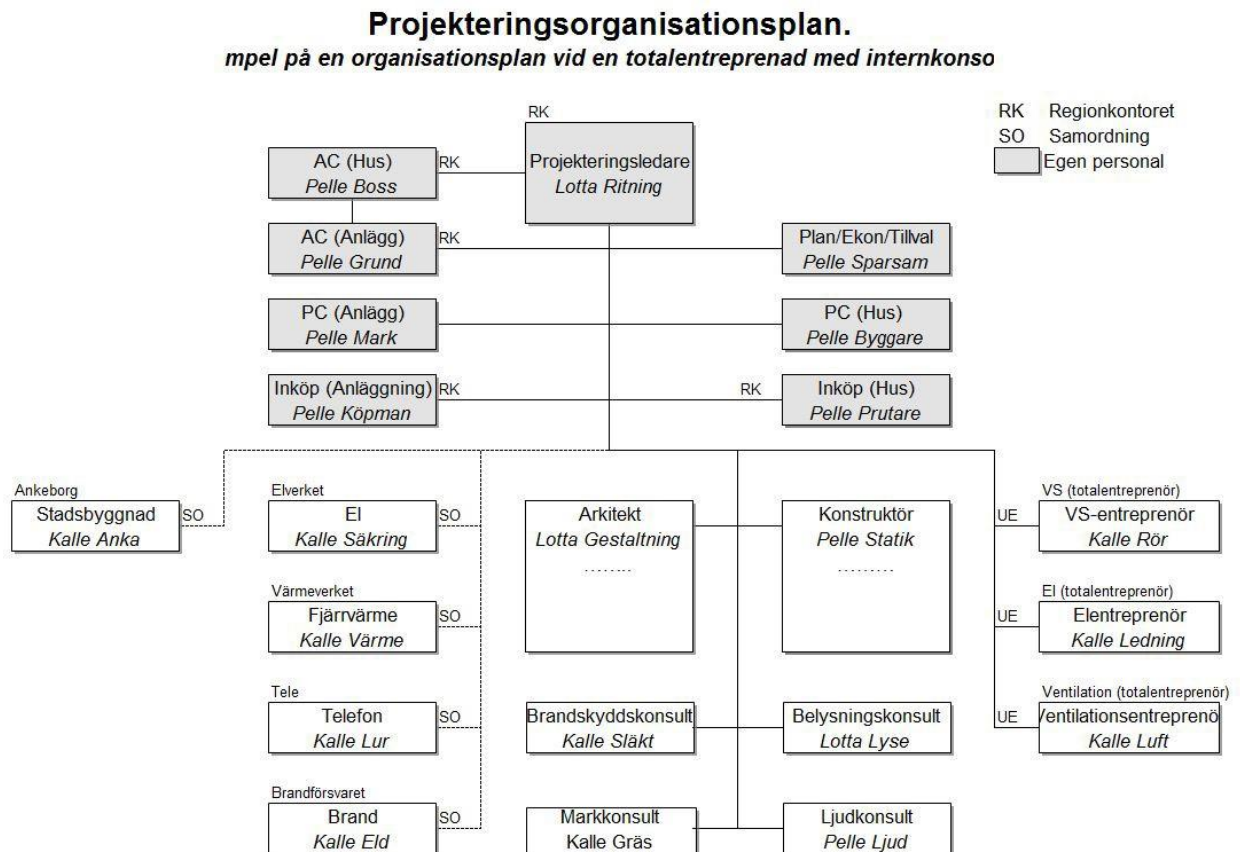 Projekteringsorganisationsplan.
mpel på en organisationsplan vid en totalentreprenad med internkonso
RK Regionkontoret
SO Samordning
Egen personal
RK
Projekteringsledare
Lotta Ritning
AC (Hus)
Pelle Boss
RK
AC (Anlägg)
Pelle Grund
RK
Plan/Ekon/Tillval
Pelle Sparsam
PC (Anlägg)
Pelle Mark
PC (Hus)
Pelle Byggare
Inköp (Anläggning)
Pelle Köpman
RK
RK
Inköp (Hus)
Pelle Prutare
Ankeborg
Stadsbyggnad
Kalle Anka
SO
Elverket
El
Kalle Säkring
SO
Arkitekt
Lotta Gestaltning
........
Konstruktör
Pelle Statik
.........
VS (totalentreprenör)
UE
VS-entreprenör
Kalle Rör
Värmeverket
Fjärrvärme
Kalle Värme
SO
El (totalentreprenör)
UE
Elentreprenör
Kalle Ledning
Tele
Telefon
Kalle Lur
SO
Brandskyddskonsult
Kalle Släkt
Belysningskonsult
Lotta Lyse
Ventilation (totalentreprenör)
UE
Ventilationsentreprenö
Kalle Luft
Brandförsvaret
Brand
Kalle Eld
SO
Markkonsult
Kalle Gräs
Ljudkonsult
Pelle Ljud